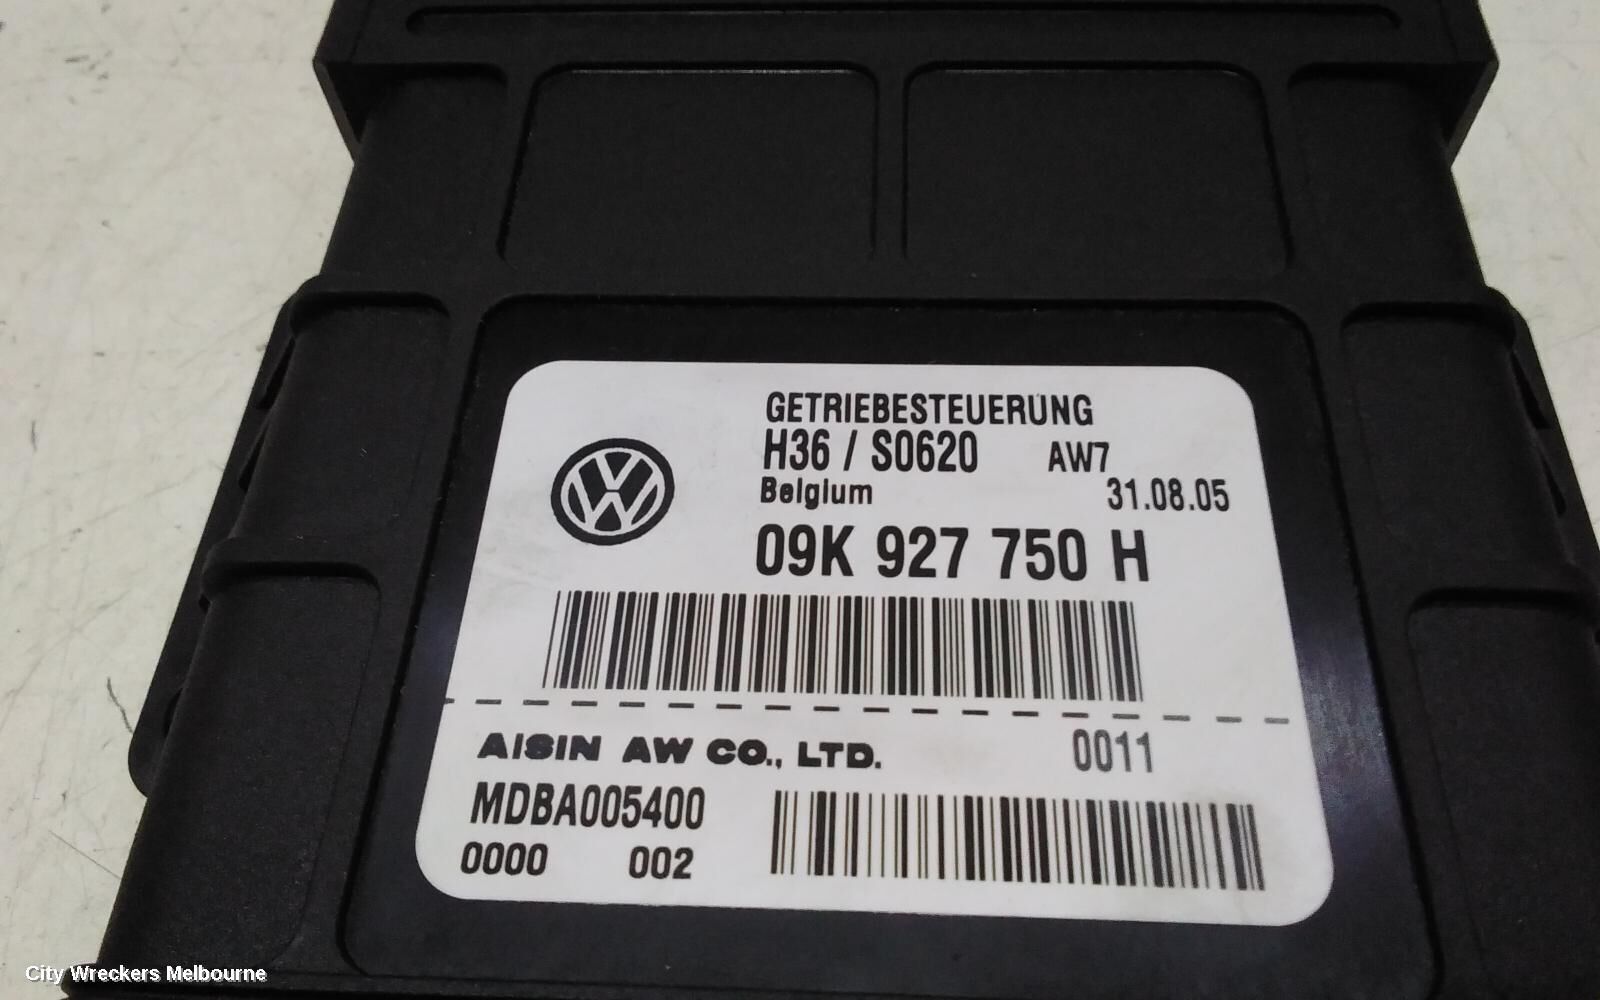 GETRIEBESTEUERUNG
H36 / S0620 AW7
Belgium 31.08.05
09K 927 750 H
AISIN AW CO., LTD. 0011
MDBA005400
0000 002
City Wreckers Melbourne